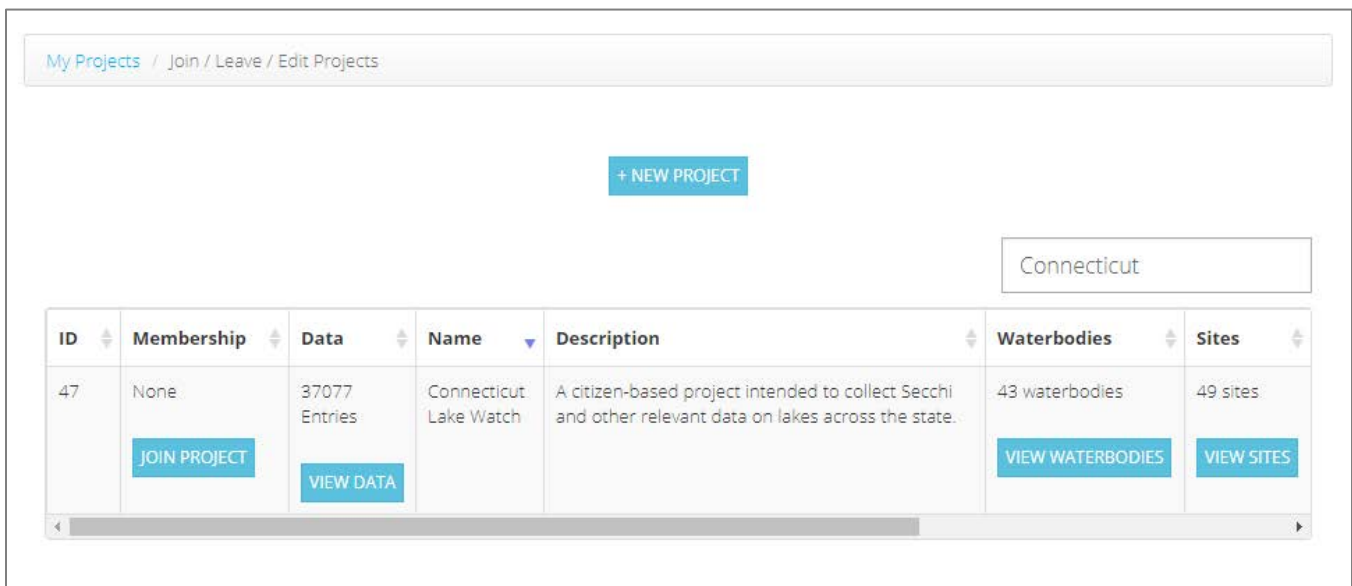 My Projects / Join / Leave / Edit Projects
+ NEW PROJECT
Connecticut
ID Membership Data Name Description Waterbodies Sites
47 None 37077 Connecticut A citizen-based project intended to collect Secchi 43 waterbodies 49 sites
Entries Lake Watch and other relevant data on lakes across the state.
JOIN PROJECT VIEW WATERBODIES VIEW SITES
VIEW DATA